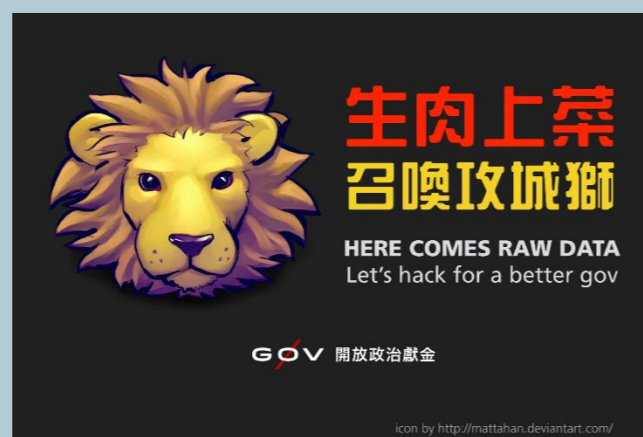 生肉上菜
召喚攻城獅
HERE COMES RAW DATA
Let's hack for a better gov
GØV 開放政治獻金
icon by http://mattahan.deviantart.com/